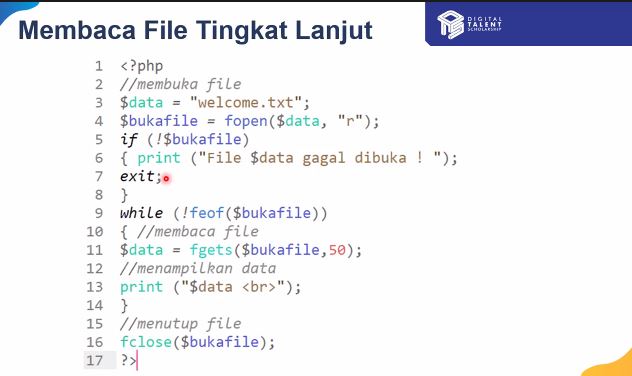 Membaca File Tingkat Lanjut
DIGITAL
TALENT
SCHOLARSHIP
1 <?php
2 //membuka file
3 $data = "welcome.txt";
4 $bukafile = fopen($data, "r");
5 if (!$bukafile)
6 { print ("File $data gagal dibuka ! ");
7 exit;
8 }
9 while (!feof($bukafile))
10 { //membaca file
11 $data = fgets($bukafile,50);
12 //menampilkan data
13 print ("$data <br>");
14 }
15 //menutup file
16 fclose($bukafile);
17 ?>